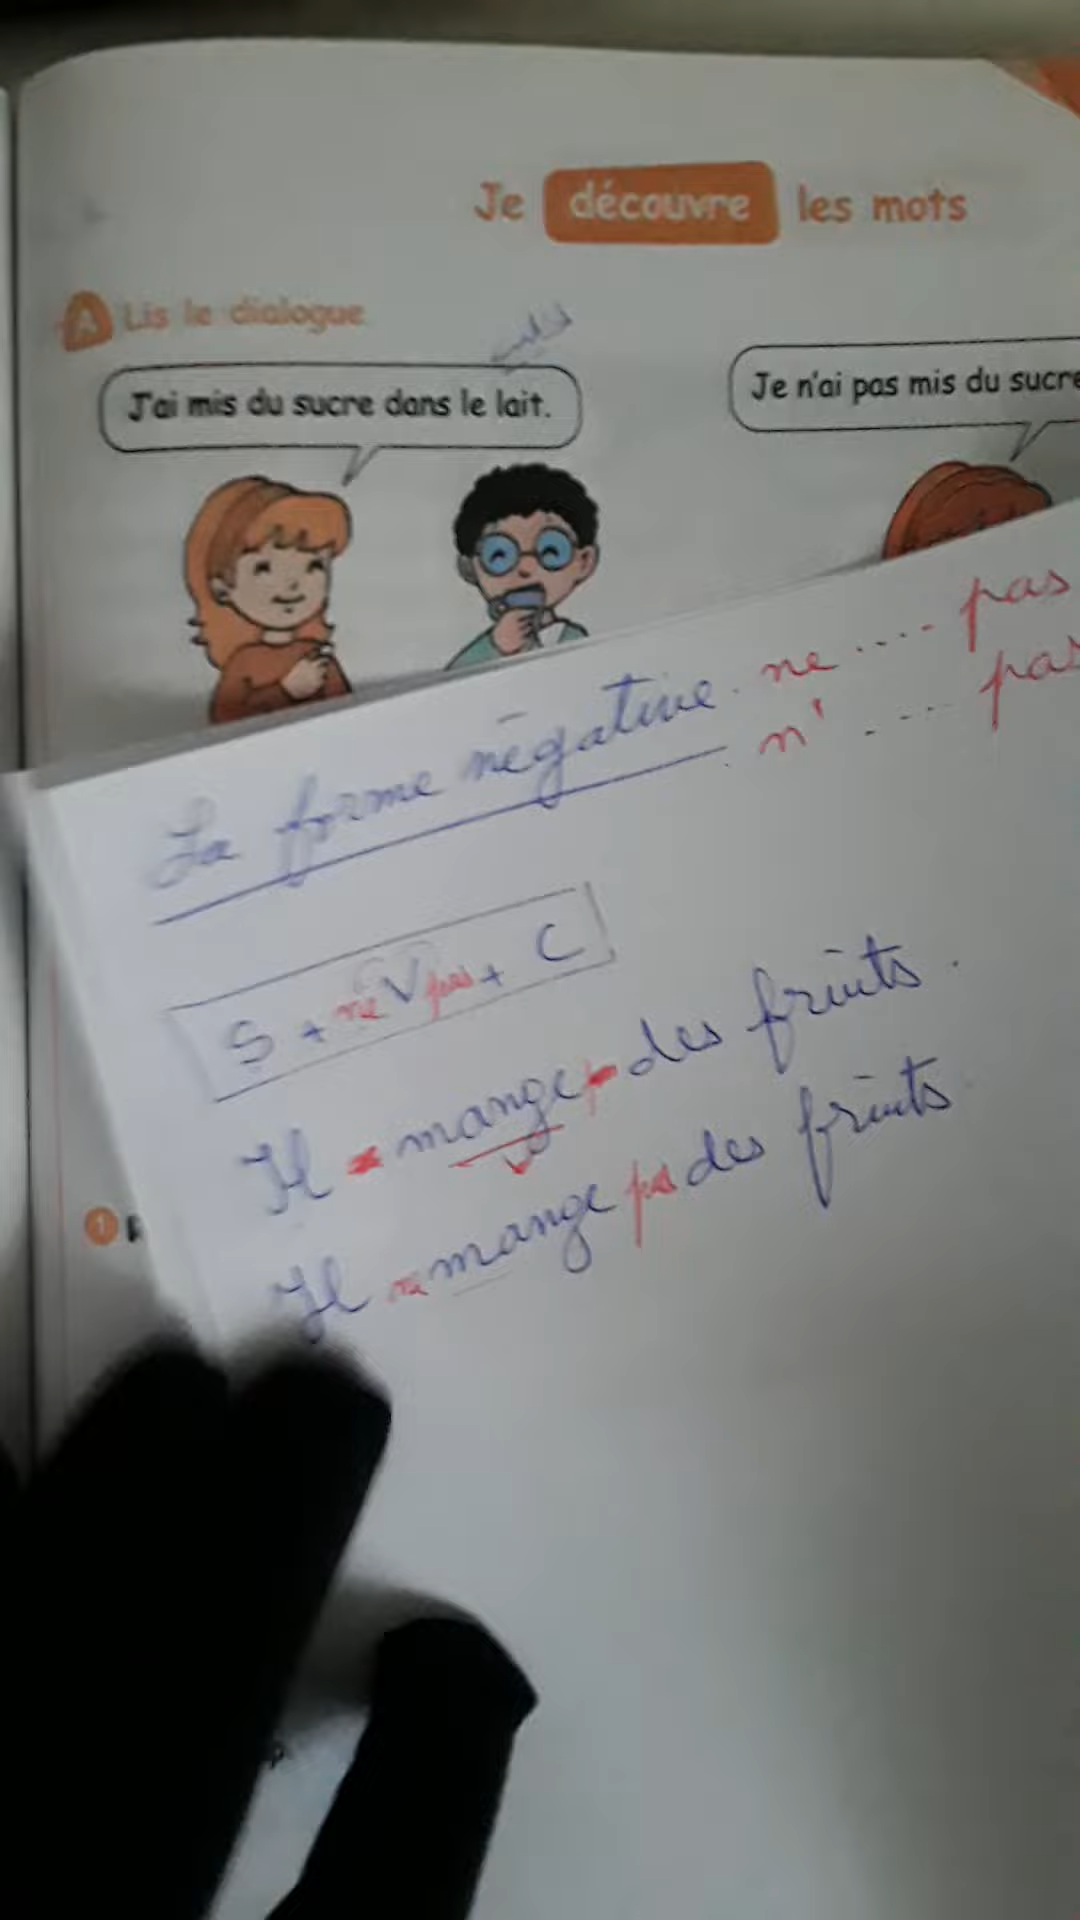 Je découvre les mots
A Lis le dialogue
J'ai mis du sucre dans le lait.
Je n'ai pas mis du sucre
La forme négative. ne .... pas
n' .... pas
S + ne V pas + C
Il mange des fruits.
Il ne mange pas des fruits
1